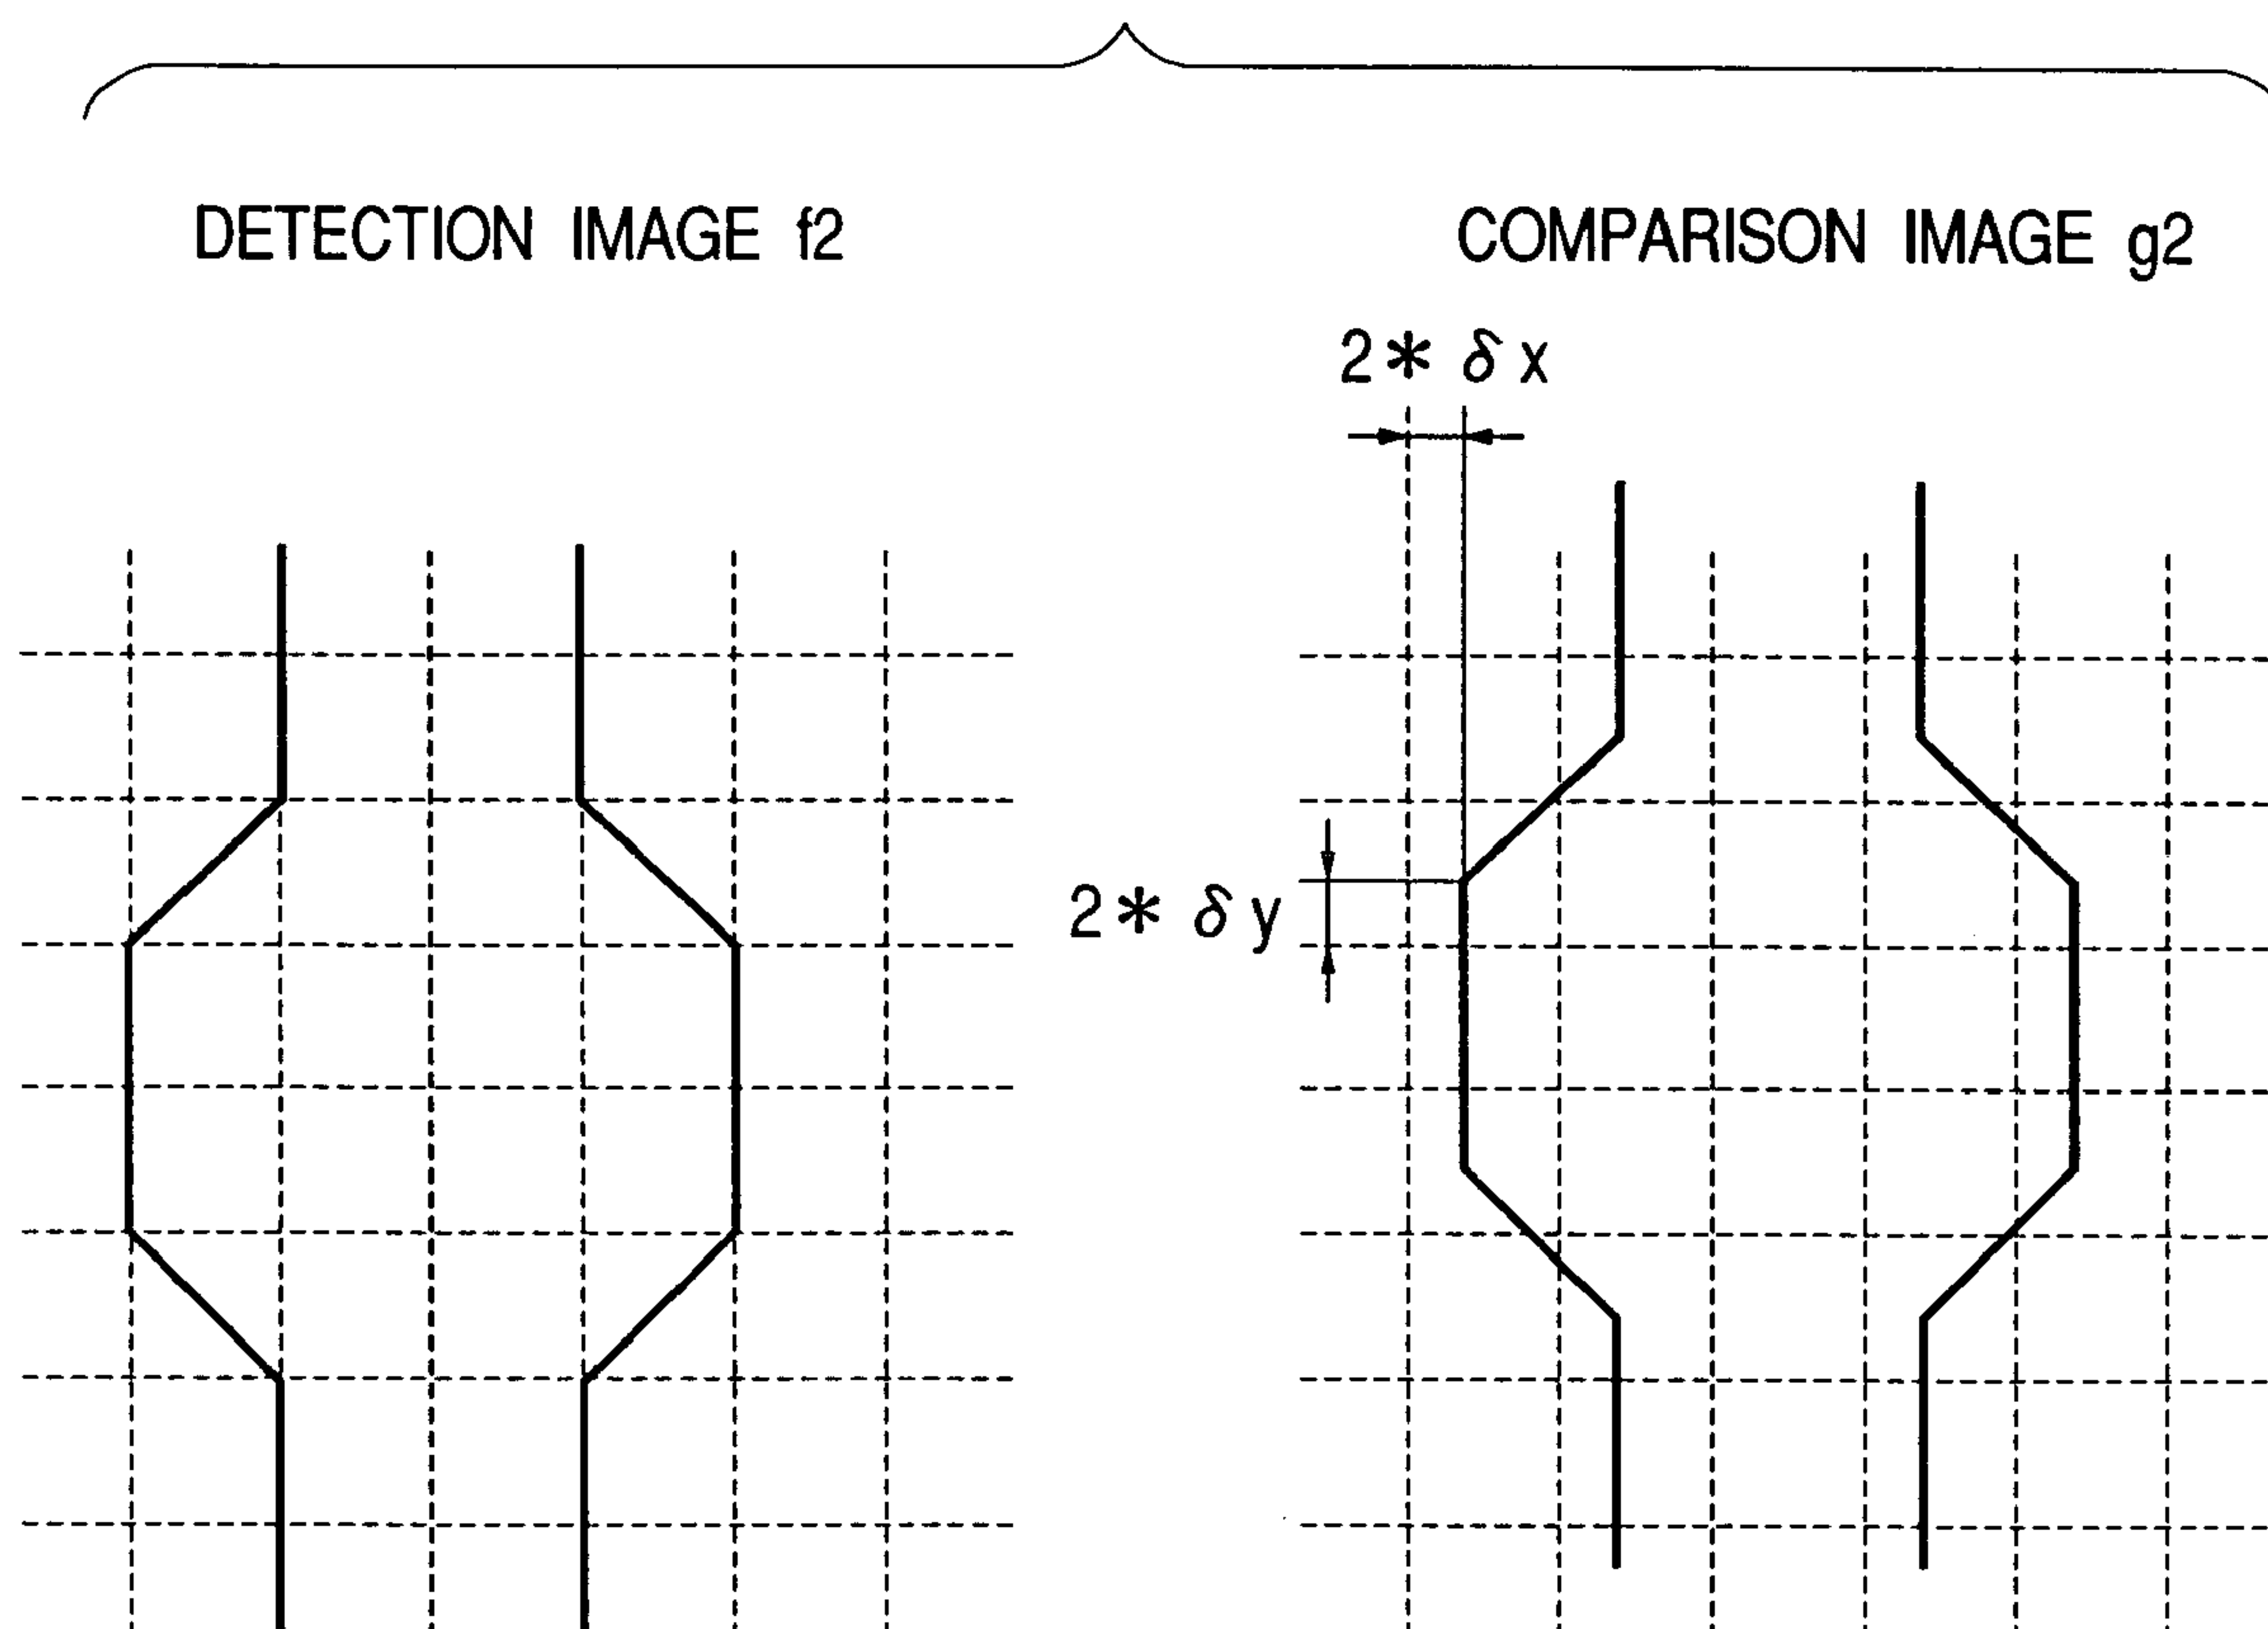 DETECTION IMAGE f2
COMPARISON IMAGE g2
2* δx
2* δy